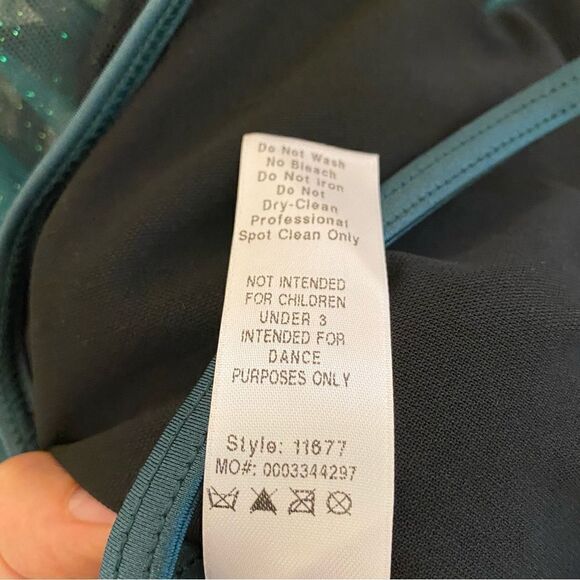 Do Not Wash
No Bleach
Do Not Iron
Do Not
Dry-Clean
Professional
Spot Clean Only
NOT INTENDED
FOR CHILDREN
UNDER 3
INTENDED FOR
DANCE
PURPOSES ONLY
Style: 11677
MO#: 0003344297